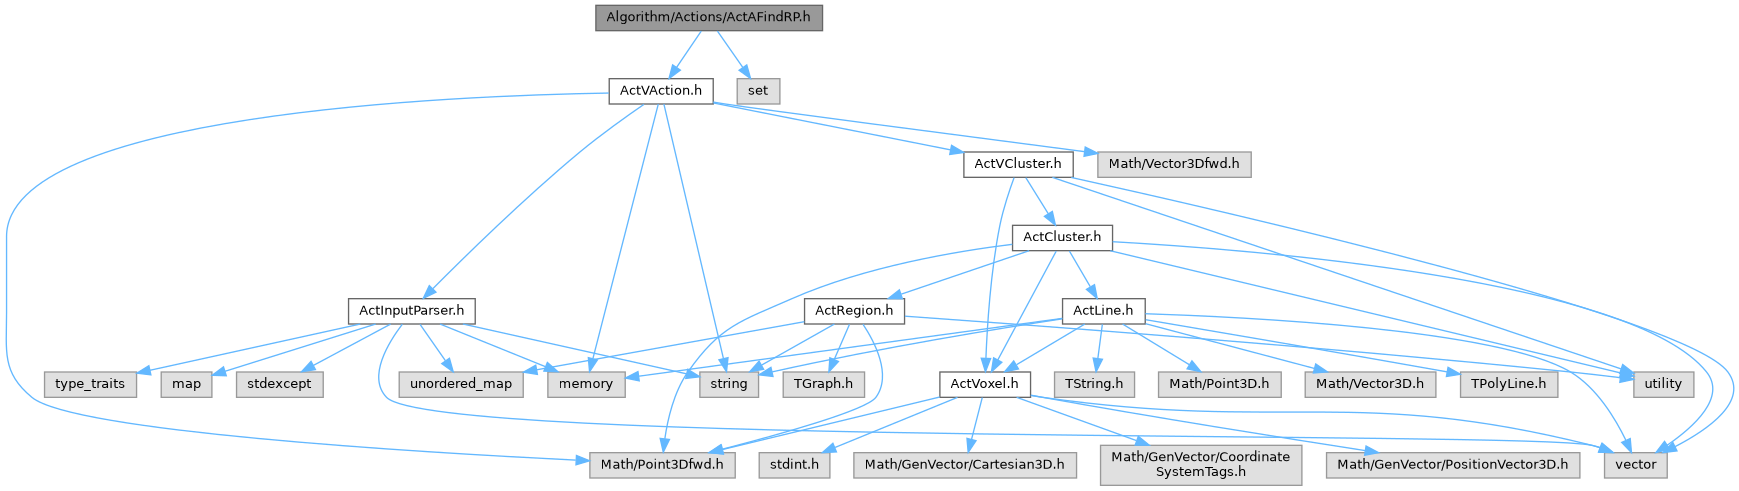 Algorithm/Actions/ActAFindRP.h
ActVAction.h
set
ActVCluster.h
Math/Vector3Dfwd.h
ActCluster.h
ActInputParser.h
ActRegion.h
ActLine.h
type_traits
map
stdexcept
unordered_map
memory
string
TGraph.h
ActVoxel.h
TString.h
Math/Point3D.h
Math/Vector3D.h
TPolyLine.h
utility
Math/Point3Dfwd.h
stdint.h
Math/GenVector/Cartesian3D.h
Math/GenVector/Coordinate
SystemTags.h
Math/GenVector/PositionVector3D.h
vector